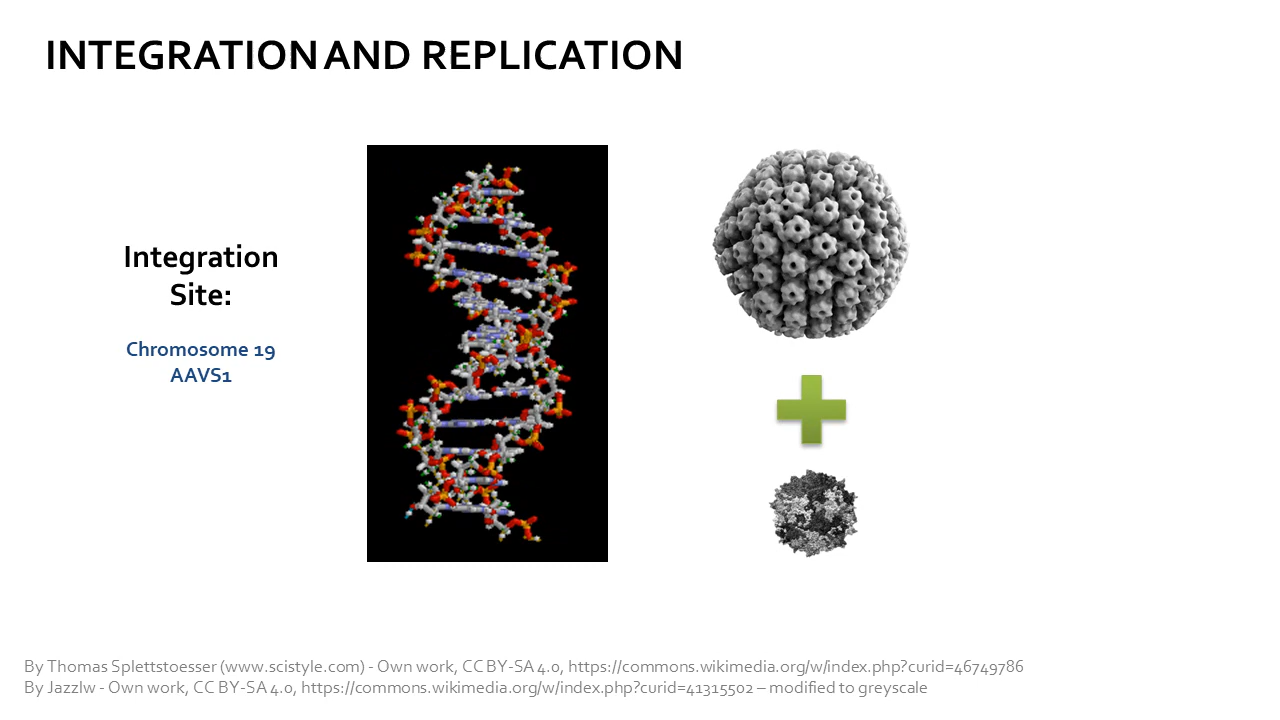 INTEGRATION AND REPLICATION
Integration
Site:
Chromosome 19
AAVS1
By Thomas Splettstoesser (www.scistyle.com) - Own work, CC BY-SA 4.0, https://commons.wikimedia.org/w/index.php?curid=46749786
By Jazzlw - Own work, CC BY-SA 4.0, https://commons.wikimedia.org/w/index.php?curid=41315502 – modified to greyscale